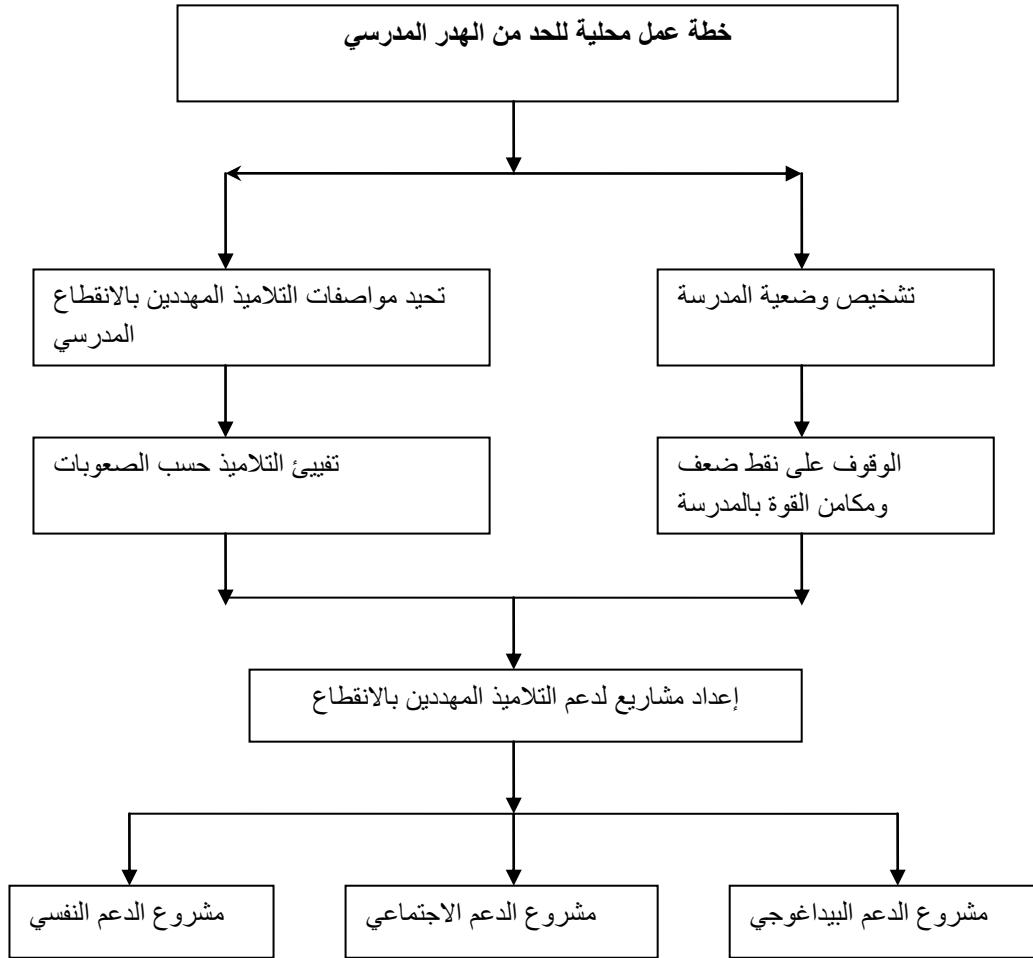 خطة عمل محلية للحد من الهدر المدرسي
تشخيص وضعية المدرسة
تحيد مواصفات التلاميذ المهددين بالانقطاع
المدرسي
الوقوف على نقط ضعف
ومكامن القوة بالمدرسة
تفييئ التلاميذ حسب الصعوبات
إعداد مشاريع لدعم التلاميذ المهددين بالانقطاع
مشروع الدعم البيداغوجي
مشروع الدعم الاجتماعي
مشروع الدعم النفسي